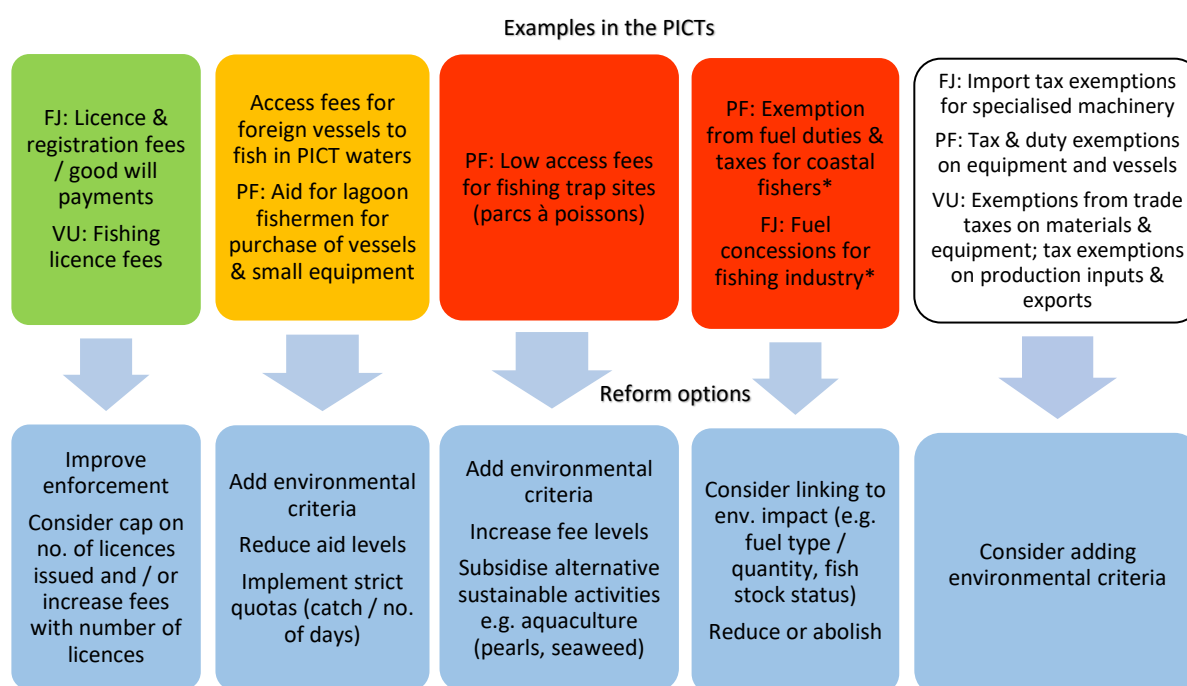 Examples in the PICTs
FJ: Licence &
registration fees
/ good will
payments
VU: Fishing
licence fees
Access fees for
foreign vessels to
fish in PICT waters
PF: Aid for lagoon
fishermen for
purchase of vessels
& small equipment
PF: Low access fees
for fishing trap sites
(parcs à poissons)
PF: Exemption
from fuel duties &
taxes for coastal
fishers*
FJ: Fuel
concessions for
fishing industry*
FJ: Import tax exemptions
for specialised machinery
PF: Tax & duty exemptions
on equipment and vessels
VU: Exemptions from trade
taxes on materials &
equipment; tax exemptions
on production inputs &
exports
Reform options
Improve
enforcement
Consider cap on
no. of licences
issued and / or
increase fees
with number of
licences
Add environmental
criteria
Reduce aid levels
Implement strict
quotas (catch / no.
of days)
Add environmental
criteria
Increase fee levels
Subsidise alternative
sustainable activities
e.g. aquaculture
(pearls, seaweed)
Consider linking to
env. impact (e.g.
fuel type /
quantity, fish
stock status)
Reduce or abolish
Consider adding
environmental criteria